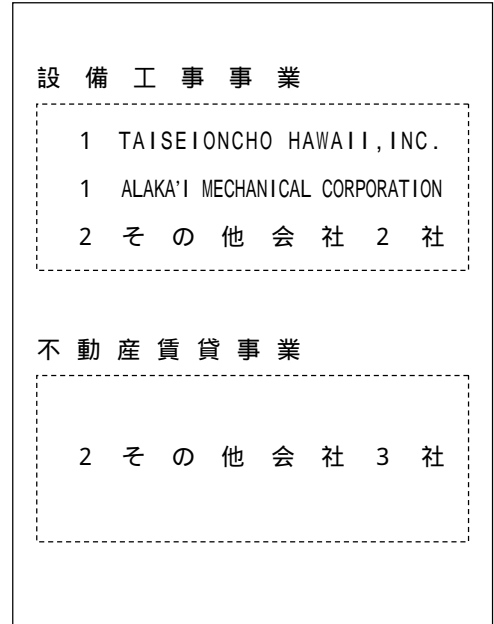 設備工事事業
1 TAISEIONCHO HAWAII,INC.
1 ALAKA'I MECHANICAL CORPORATION
2 その他会社2社
不動産賃貸事業
2 その他会社3社